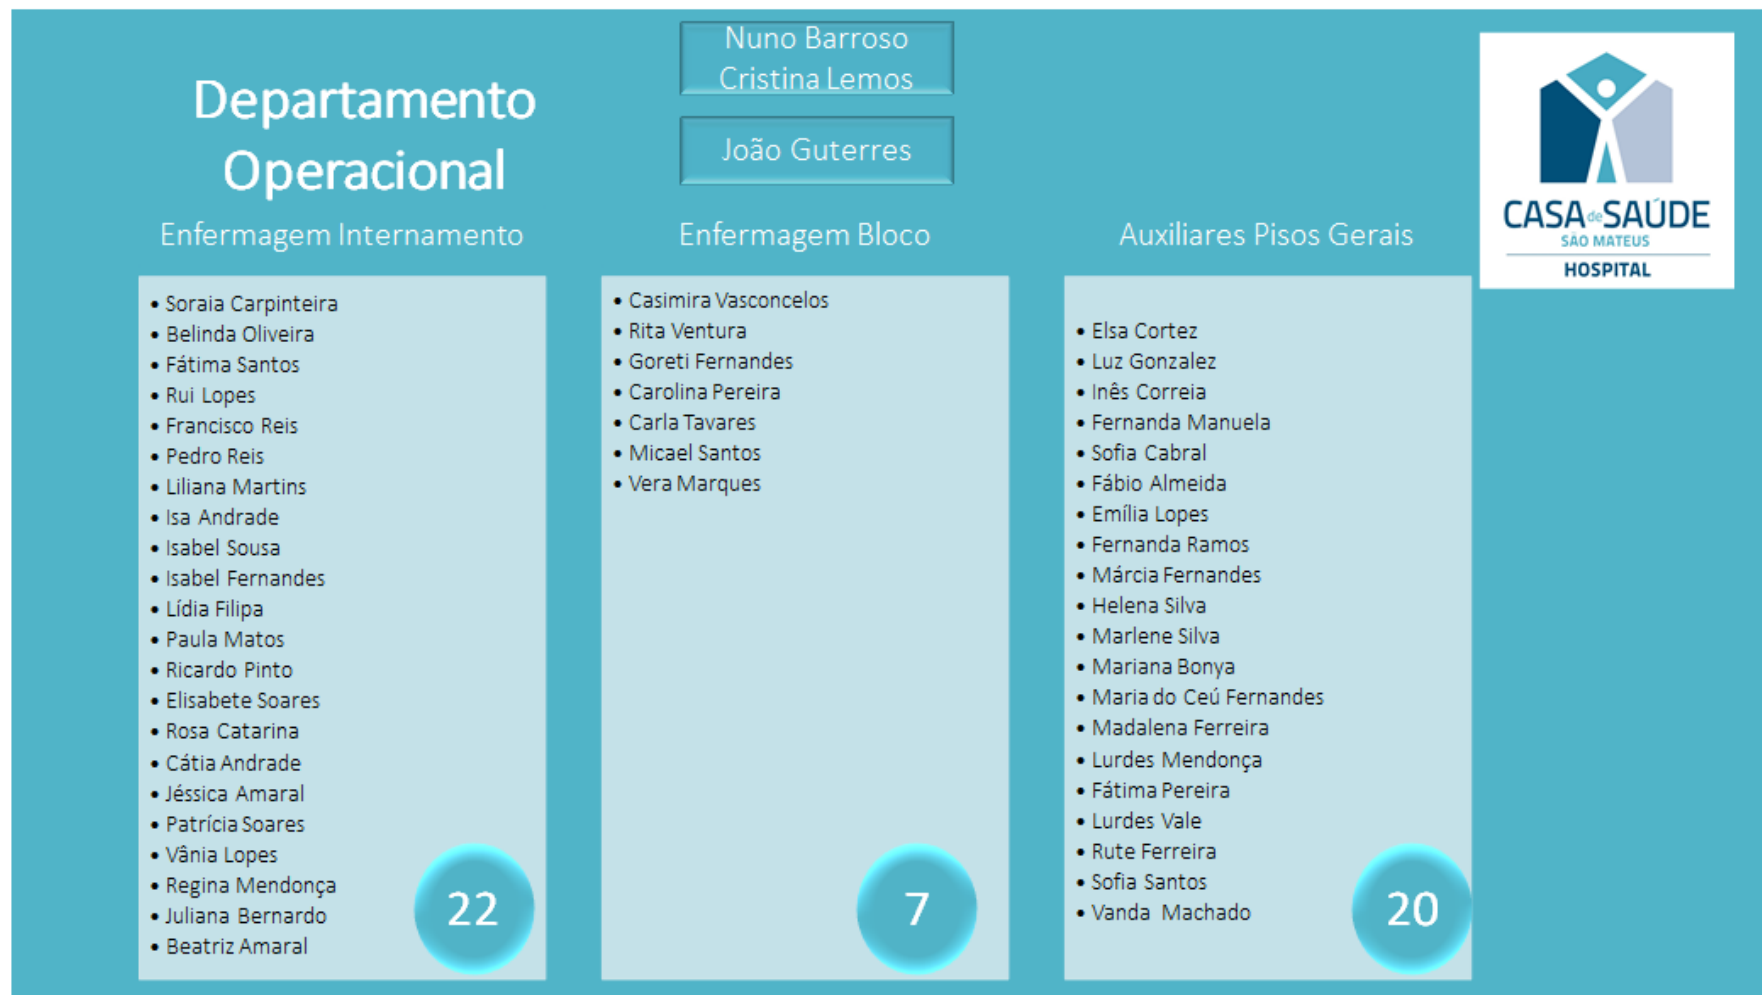 Nuno Barroso
Cristina Lemos
João Guterres
Departamento
Operacional
CASA de SAÚDE
SÃO MATEUS
HOSPITAL
Enfermagem Internamento
• Soraia Carpinteira
• Belinda Oliveira
• Fátima Santos
• Rui Lopes
• Francisco Reis
• Pedro Reis
• Liliana Martins
• Isa Andrade
• Isabel Sousa
• Isabel Fernandes
• Lídia Filipa
• Paula Matos
• Ricardo Pinto
• Elisabete Soares
• Rosa Catarina
• Cátia Andrade
• Jéssica Amaral
• Patrícia Soares
• Vânia Lopes
• Regina Mendonça
• Juliana Bernardo
• Beatriz Amaral
22
Enfermagem Bloco
• Casimira Vasconcelos
• Rita Ventura
• Goreti Fernandes
• Carolina Pereira
• Carla Tavares
• Micael Santos
• Vera Marques
7
Auxiliares Pisos Gerais
• Elsa Cortez
• Luz Gonzalez
• Inês Correia
• Fernanda Manuela
• Sofia Cabral
• Fábio Almeida
• Emília Lopes
• Fernanda Ramos
• Márcia Fernandes
• Helena Silva
• Marlene Silva
• Mariana Bonya
• Maria do Ceú Fernandes
• Madalena Ferreira
• Lurdes Mendonça
• Fátima Pereira
• Lurdes Vale
• Rute Ferreira
• Sofia Santos
• Vanda Machado
20